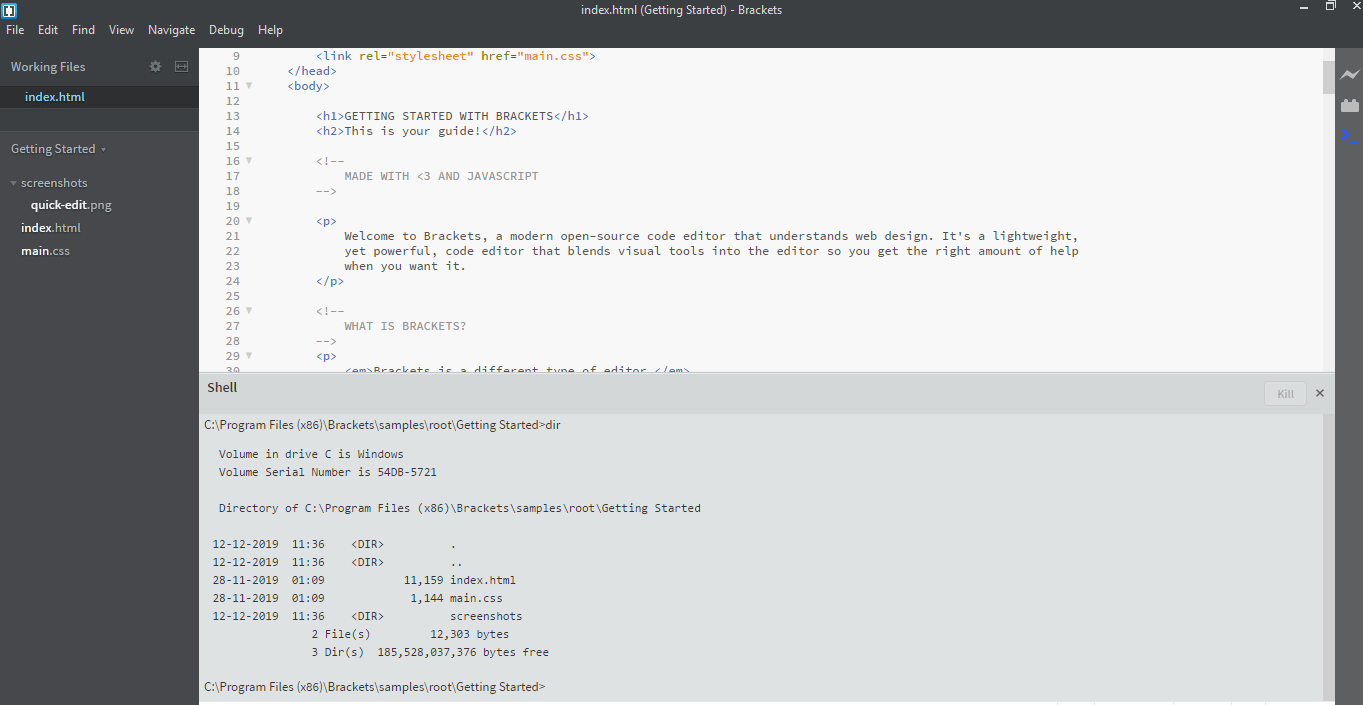 index.html (Getting Started) - Brackets
File Edit Find View Navigate Debug Help
Working Files
index.html
Getting Started
screenshots
quick-edit.png
index.html
main.css
9 <link rel="stylesheet" href="main.css">
10 </head>
11 <body>
12
13 <h1>GETTING STARTED WITH BRACKETS</h1>
14 <h2>This is your guide!</h2>
15
16 <!--
17 MADE WITH <3 AND JAVASCRIPT
18 -->
19
20 <p>
21 Welcome to Brackets, a modern open-source code editor that understands web design. It's a lightweight,
22 yet powerful, code editor that blends visual tools into the editor so you get the right amount of help
23 when you want it.
24 </p>
25
26 <!--
27 WHAT IS BRACKETS?
28 -->
29 <p>
30 <em>Brackets is a different type of editor.</em>
Shell
Kill
C:\Program Files (x86)\Brackets\samples\root\Getting Started>dir
Volume in drive C is Windows
Volume Serial Number is 54DB-5721
Directory of C:\Program Files (x86)\Brackets\samples\root\Getting Started
12-12-2019 11:36 <DIR> .
12-12-2019 11:36 <DIR> ..
28-11-2019 01:09 11,159 index.html
28-11-2019 01:09 1,144 main.css
12-12-2019 11:36 <DIR> screenshots
2 File(s) 12,303 bytes
3 Dir(s) 185,528,037,376 bytes free
C:\Program Files (x86)\Brackets\samples\root\Getting Started>